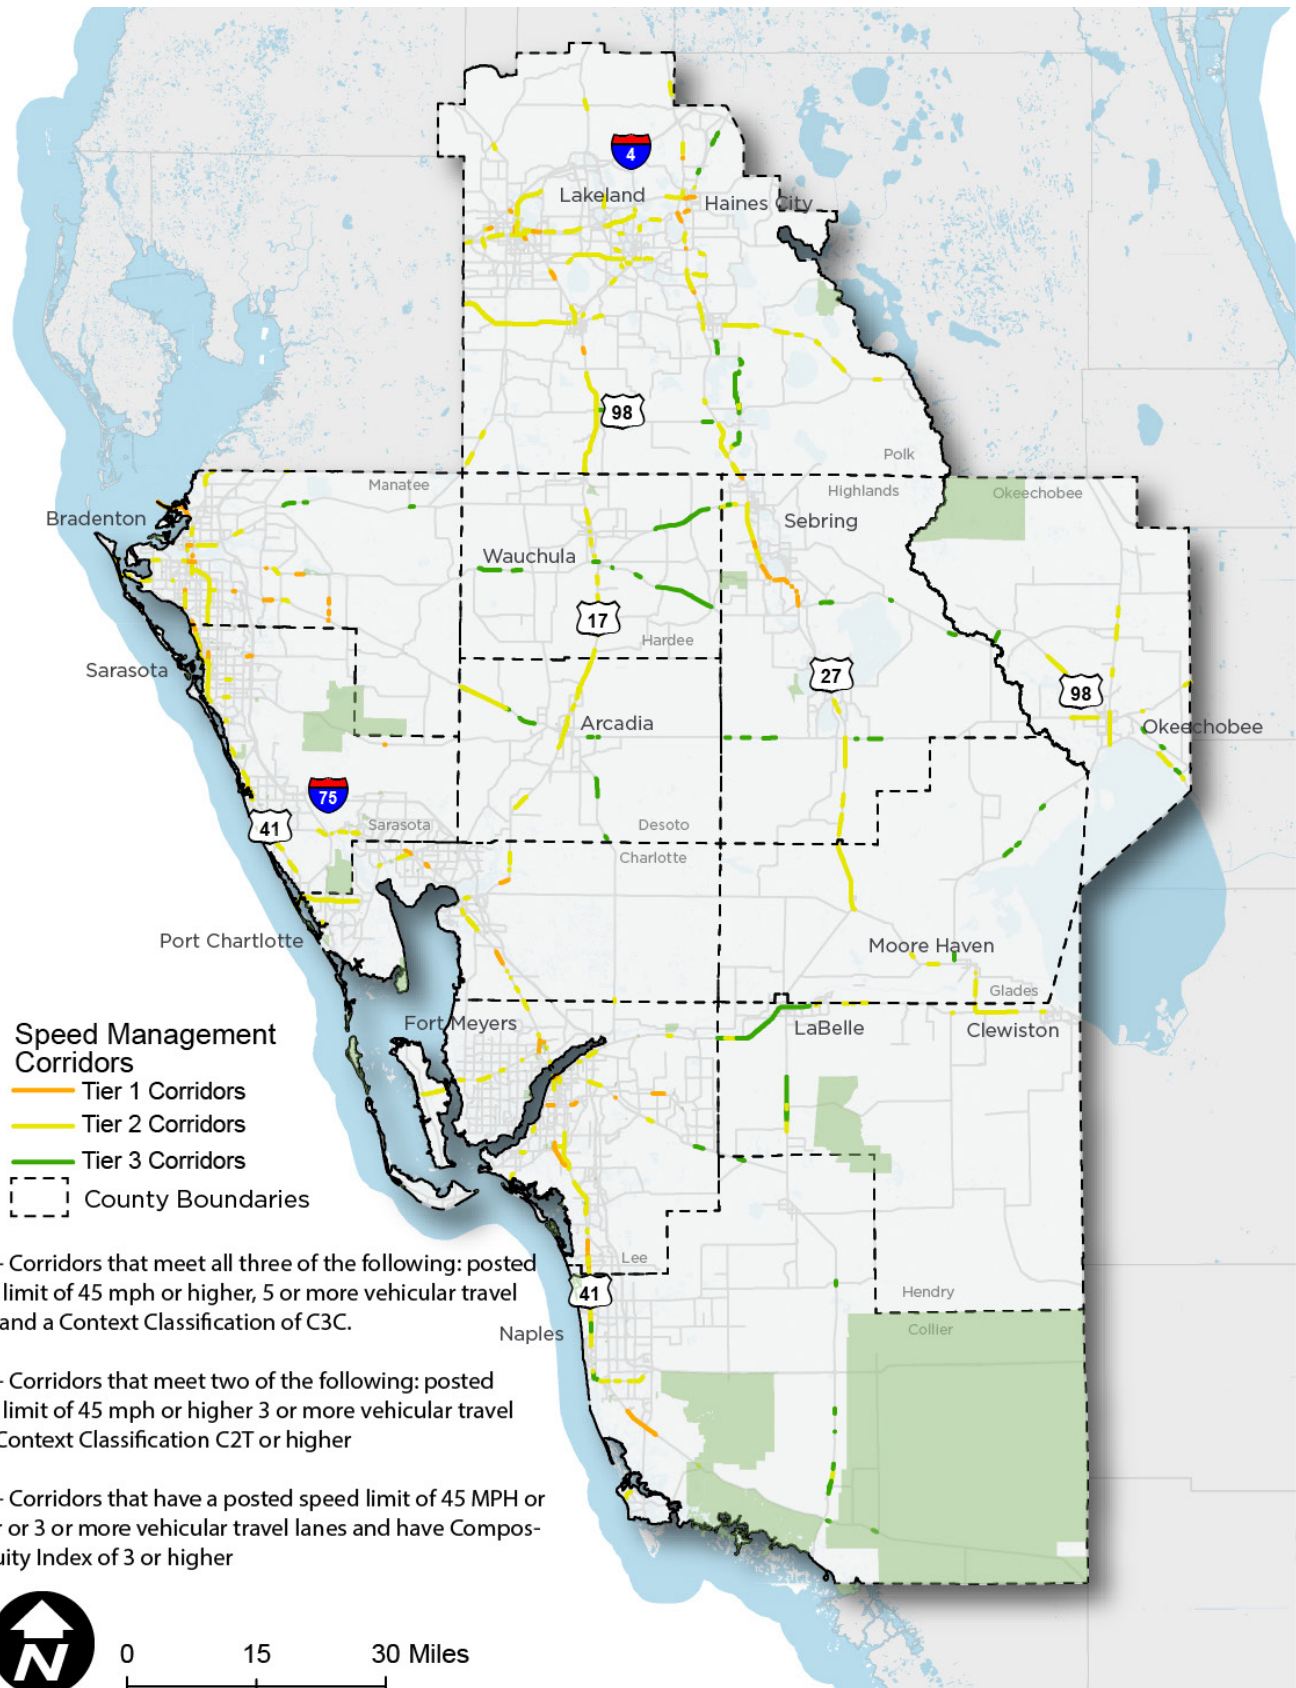 4
Lakeland
Haines City
98
Polk
Manatee
Highlands
Okeechobee
Bradenton
Sebring
Wauchula
17
Hardee
Sarasota
27
98
Arcadia
Okeechobee
75
41
Sarasota
Desoto
Charlotte
Port Chartlotte
Moore Haven
Glades
Fort Meyers
LaBelle
Clewiston
Speed Management
Corridors
Tier 1 Corridors
Tier 2 Corridors
Tier 3 Corridors
County Boundaries
Lee
41
Hendry
Collier
Naples
- Corridors that meet all three of the following: posted
limit of 45 mph or higher, 5 or more vehicular travel
and a Context Classification of C3C.
- Corridors that meet two of the following: posted
limit of 45 mph or higher 3 or more vehicular travel
Context Classification C2T or higher
- Corridors that have a posted speed limit of 45 MPH or
or 3 or more vehicular travel lanes and have Compos-
uity Index of 3 or higher
N
0 15 30 Miles